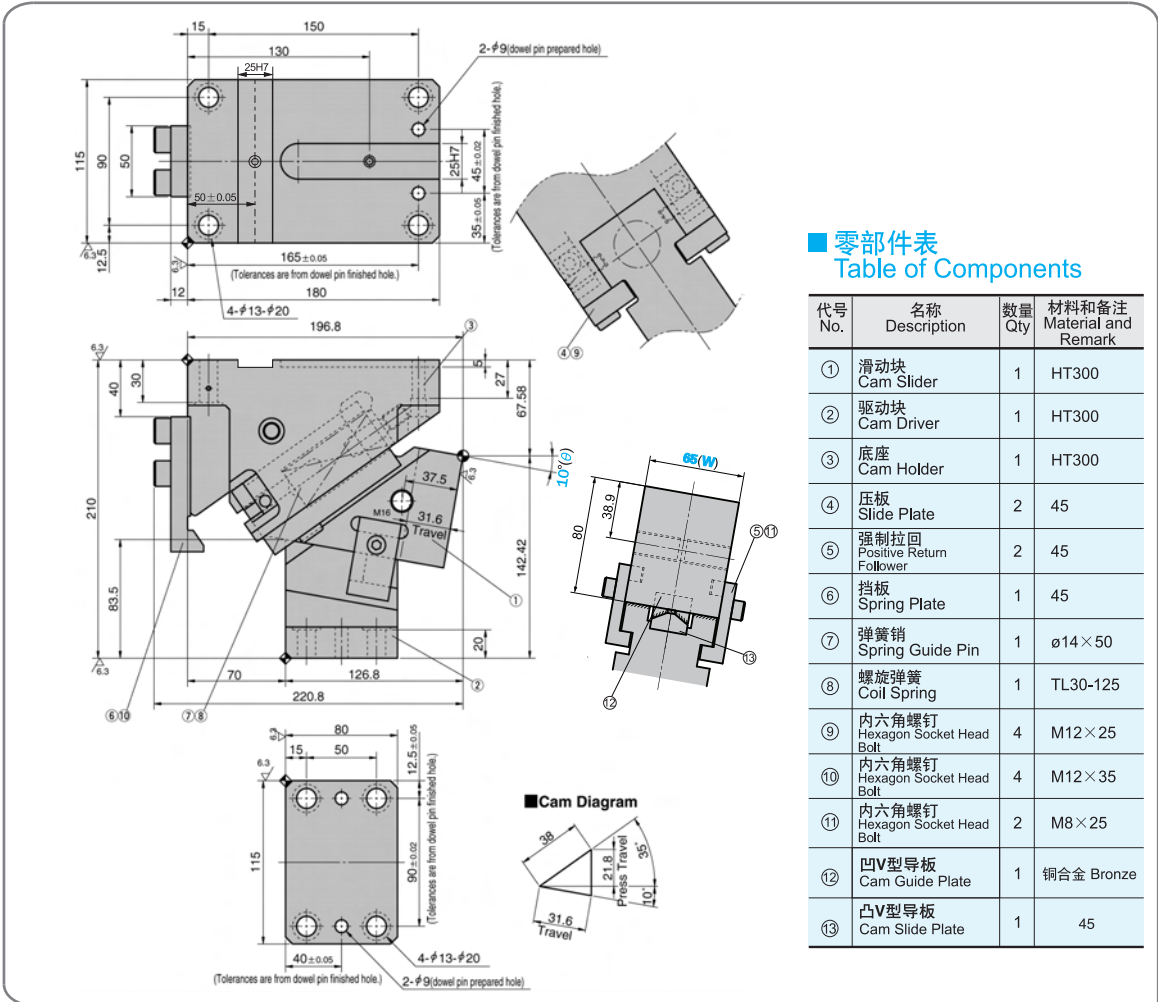 15
150
130
2-φ9(dowel pin prepared hole)
25H7
115
90
50
50±0.05
25H7
45±0.02
35±0.05
(Tolerances are from dowel pin finished hole.)
6.3
12.5
6.3
165±0.05
(Tolerances are from dowel pin finished hole.)
12
180
4-φ13-φ20
④⑨
196.8
③
6.3
30
40
5
27
67.58
10°(θ)
6.3
37.5
M16
31.6
Travel
210
83.5
142.42
①
20
6.3
70
126.8
②
220.8
⑥⑩
⑦⑧
65(W)
80
38.9
⑤⑪
⑬
⑫
6.3
80
15
50
6.3
12.5±0.05
115
90±0.02
(Tolerances are from dowel pin finished hole.)
40±0.05
4-φ13-φ20
(Tolerances are from dowel pin finished hole.)
2-φ9(dowel pin prepared hole)
■Cam Diagram
38
21.8
Press Travel
35°
10°
31.6
Travel
■ 零部件表
Table of Components
代号 名称 数量 材料和备注
No. Description Qty Material and
Remark
① 滑动块 1 HT300
Cam Slider
② 驱动块 1 HT300
Cam Driver
③ 底座 1 HT300
Cam Holder
④ 压板 2 45
Slide Plate
⑤ 强制拉回 2 45
Positive Return
Follower
⑥ 挡板 1 45
Spring Plate
⑦ 弹簧销 1 ø14×50
Spring Guide Pin
⑧ 螺旋弹簧 1 TL30-125
Coil Spring
⑨ 内六角螺钉 4 M12×25
Hexagon Socket Head
Bolt
⑩ 内六角螺钉 4 M12×35
Hexagon Socket Head
Bolt
⑪ 内六角螺钉 2 M8×25
Hexagon Socket Head
Bolt
⑫ 凹V型导板 1 铜合金 Bronze
Cam Guide Plate
⑬ 凸V型导板 1 45
Cam Slide Plate